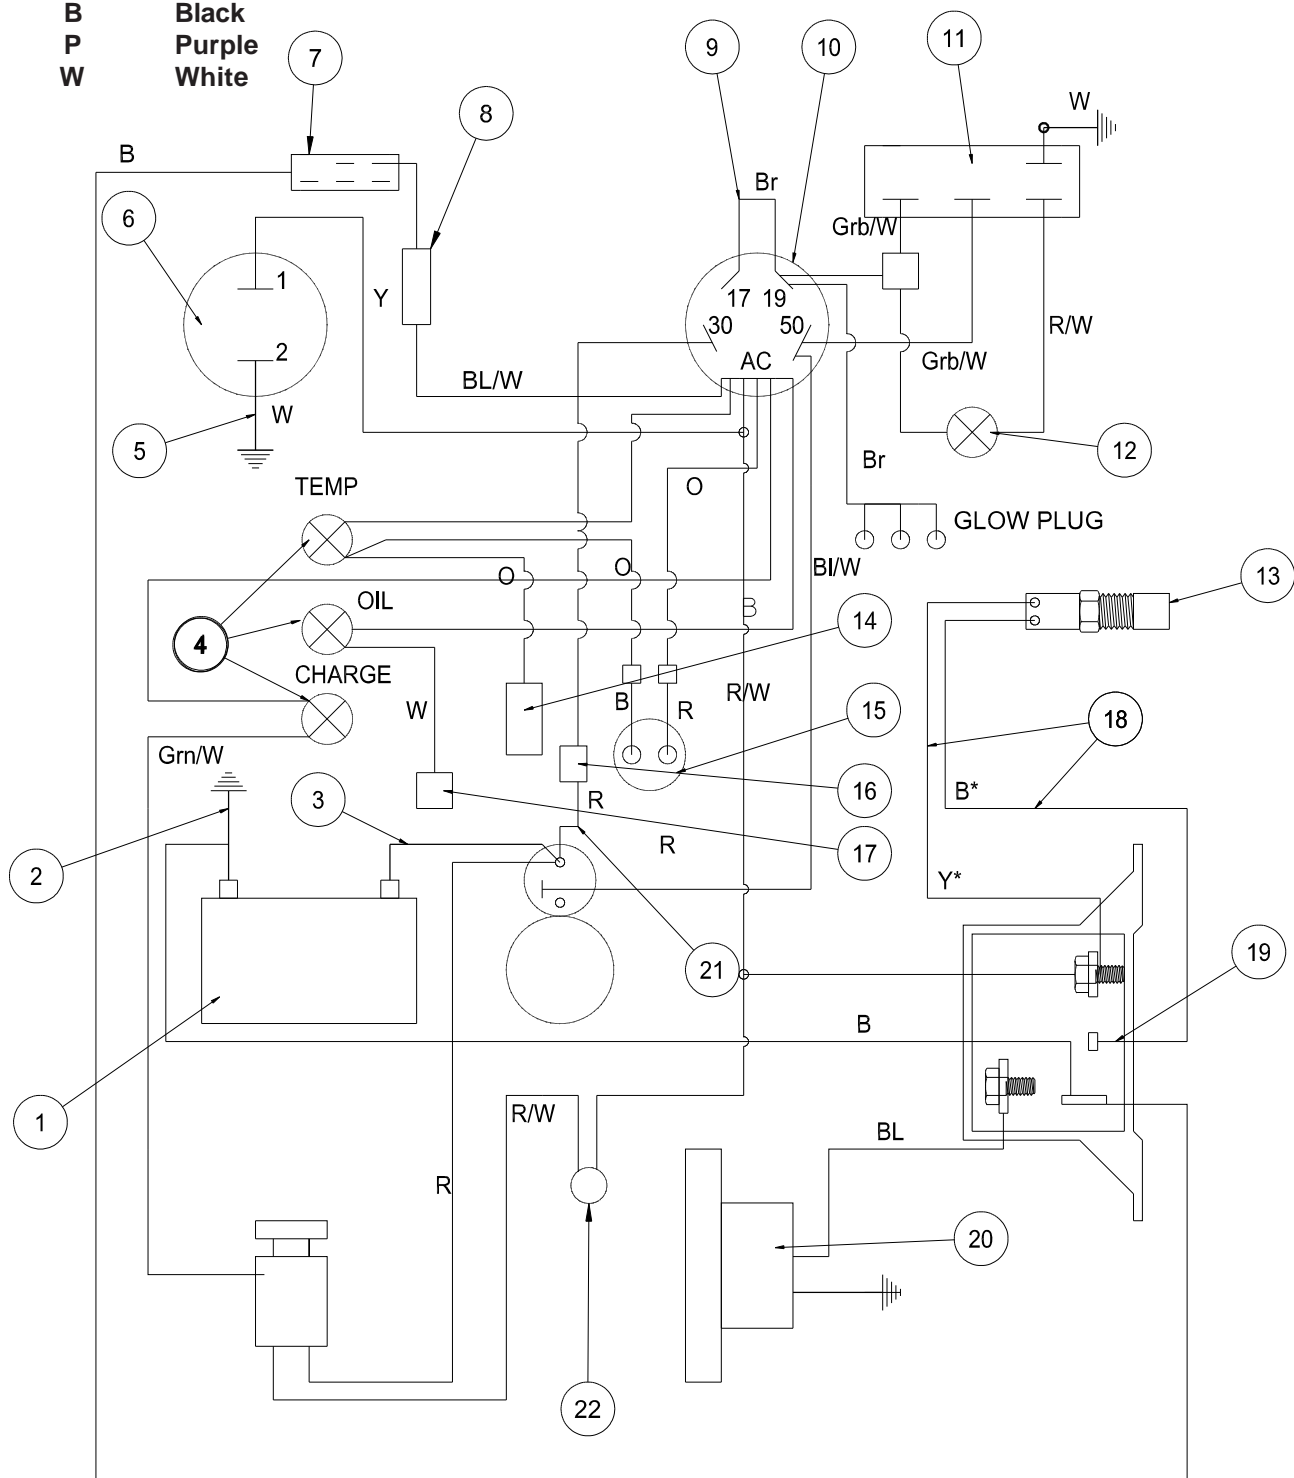 B Black
P Purple
W White
7
9
10
11
8
W
B
Br
6
Grb/W
1
17 19
Y
30 50
R/W
2
AC
Grb/W
BL/W
W
5
12
Br
TEMP
O
GLOW PLUG
Bl/W
O
O
13
OIL
B
14
4
CHARGE
R/W
B
R
W
15
18
Grn/W
B*
3
R
16
R
17
2
Y*
21
19
B
1
R/W
BL
R
20
22